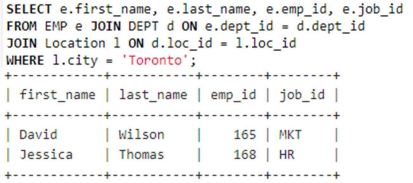 SELECT e.first_name, e.last_name, e.emp_id, e.job_id
FROM EMP e JOIN DEPT d ON e.dept_id = d.dept_id
JOIN Location l ON d.loc_id = l.loc_id
WHERE l.city = 'Toronto';
+------------+-----------+--------+--------+
| first_name | last_name | emp_id | job_id |
+------------+-----------+--------+--------+
| David      | Wilson    |    165 | MKT    |
| Jessica    | Thomas    |    168 | HR     |
+------------+-----------+--------+--------+